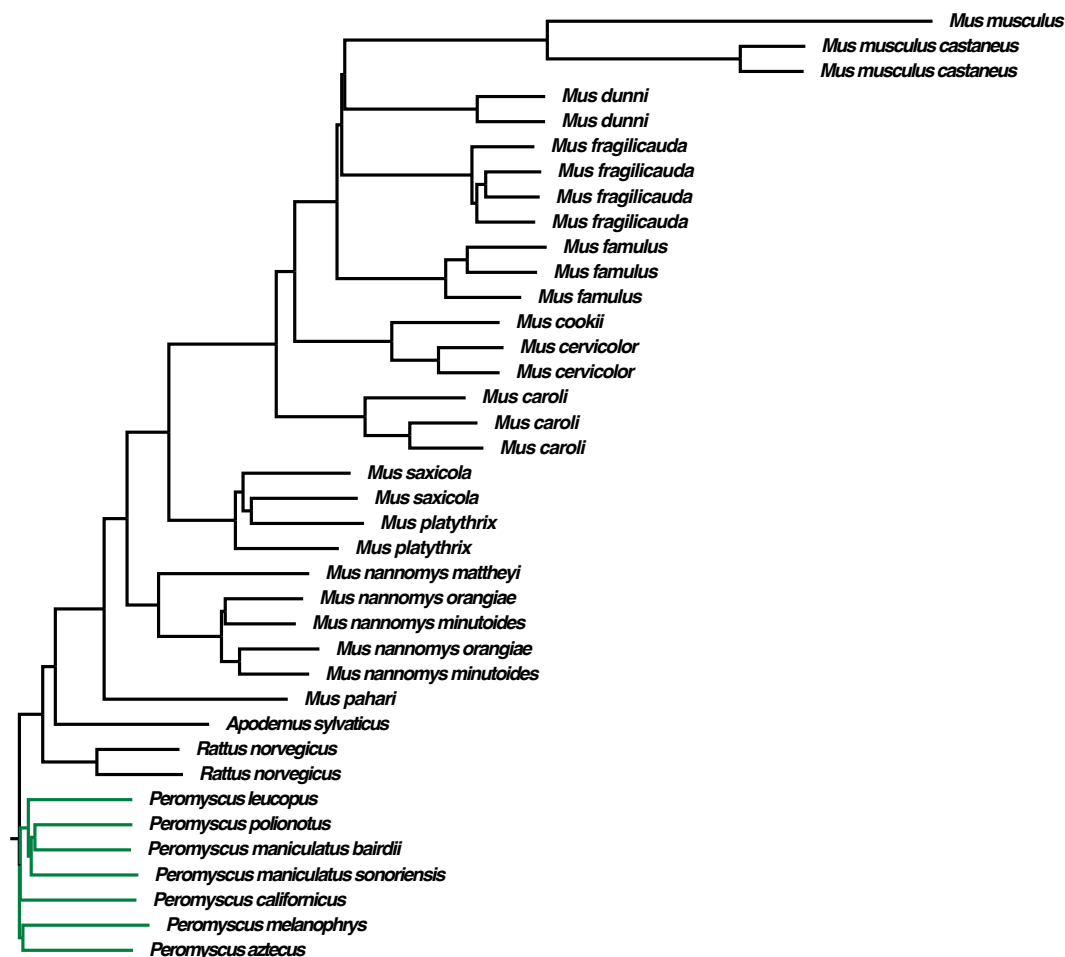 Mus musculus
Mus musculus castaneus
Mus musculus castaneus
Mus dunni
Mus dunni
Mus fragilicauda
Mus fragilicauda
Mus fragilicauda
Mus fragilicauda
Mus famulus
Mus famulus
Mus famulus
Mus cookii
Mus cervicolor
Mus cervicolor
Mus caroli
Mus caroli
Mus caroli
Mus saxicola
Mus saxicola
Mus platythrix
Mus platythrix
Mus nannomys mattheyi
Mus nannomys orangiae
Mus nannomys minutoides
Mus nannomys orangiae
Mus nannomys minutoides
Mus pahari
Apodemus sylvaticus
Rattus norvegicus
Rattus norvegicus
Peromyscus leucopus
Peromyscus polionotus
Peromyscus maniculatus bairdii
Peromyscus maniculatus sonoriensis
Peromyscus californicus
Peromyscus melanophrys
Peromyscus aztecus